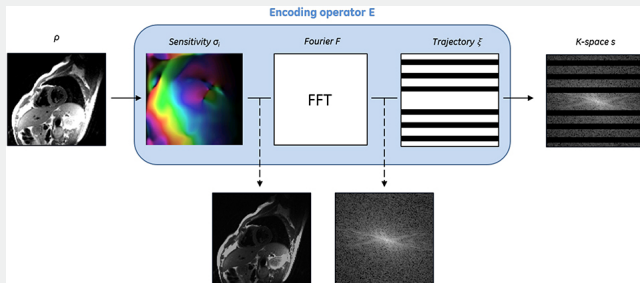 Encoding operator E
ρ
Sensitivity σᵢ
Fourier F
Trajectory ξ
K-space s
FFT